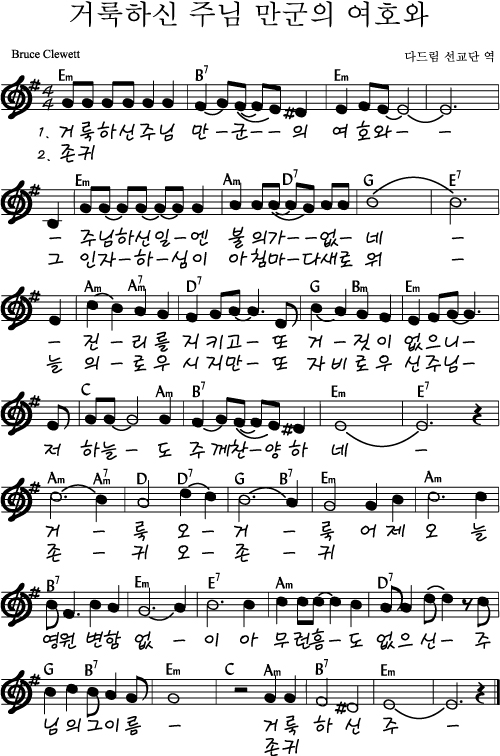 거룩하신 주님 만군의 여호와
Bruce Clewett 다드림 선교단 역
Em B7 Em
4 4
1. 거룩하신주님 만-군--의 여호와- -
2. 존귀
Em Am D7 G E7
- 주님하신일-엔 불의가--없-네 -
그 인자-하-심이 아침마-다새로 워 -
Am Am A7 D7 G Bm Em
- 진-리를 지키고-또 거-짓이 없으니-
늘 의-로우 시지만-또 자비로우 선주님-
C Am B7 Em E7
저 하늘-도 주께찬-양하 네 -
Am A7 D D7 G B7 Em Am
거-룩 오-거-룩 어제오늘
존-귀 오-존-귀
B7 Em E7 Am D7
영원 변함 없-이아 무런흠-도 없으신-주
G B7 Em C Am B7 Em
님의그이름 - 거룩 하신 주-
존귀